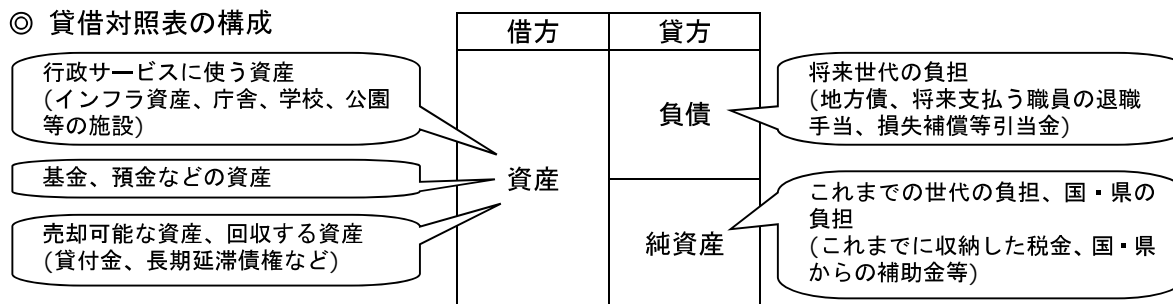 ◎ 貸借対照表の構成
借方
貸方
行政サービスに使う資産
(インフラ資産、庁舎、学校、公園
等の施設)
基金、預金などの資産
売却可能な資産、回収する資産
(貸付金、長期延滞債権など)
資産
負債
純資産
将来世代の負担
(地方債、将来支払う職員の退職
手当、損失補償等引当金)
これまでの世代の負担、国・県の
負担
(これまでに収納した税金、国・県
からの補助金等)